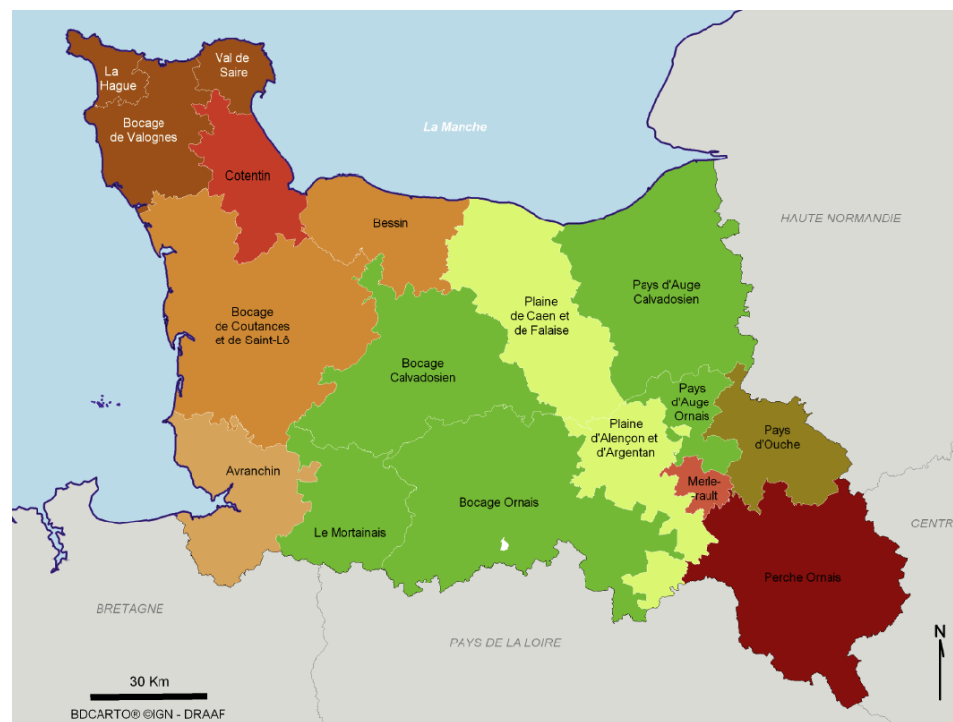 La
Hague
Val de
Saire
Bocage
de Valognes
La Manche
Cotentin
HAUTE NORMANDIE
Bessin
Pays d'Auge
Calvadosien
Plaine
de Caen et
de Falaise
Bocage
de Coutances
et de Saint-Lô
Bocage
Calvadosien
Pays
d'Auge
Ornais
Plaine
d'Alençon et
d'Argentan
Pays
d'Ouche
Avranchin
Merle-
-rault
Bocage Ornais
Le Mortainais
CENTR
Perche Ornais
BRETAGNE
PAYS DE LA LOIRE
N
30 Km
BDCARTO® ©IGN - DRAAF